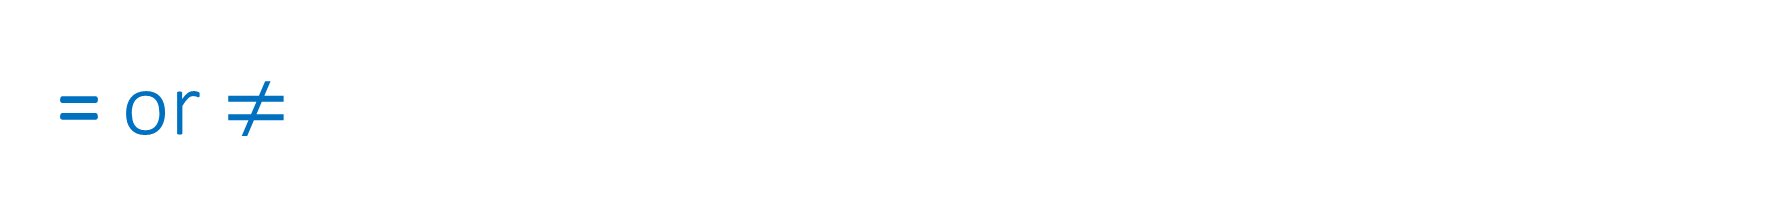 = or ≠